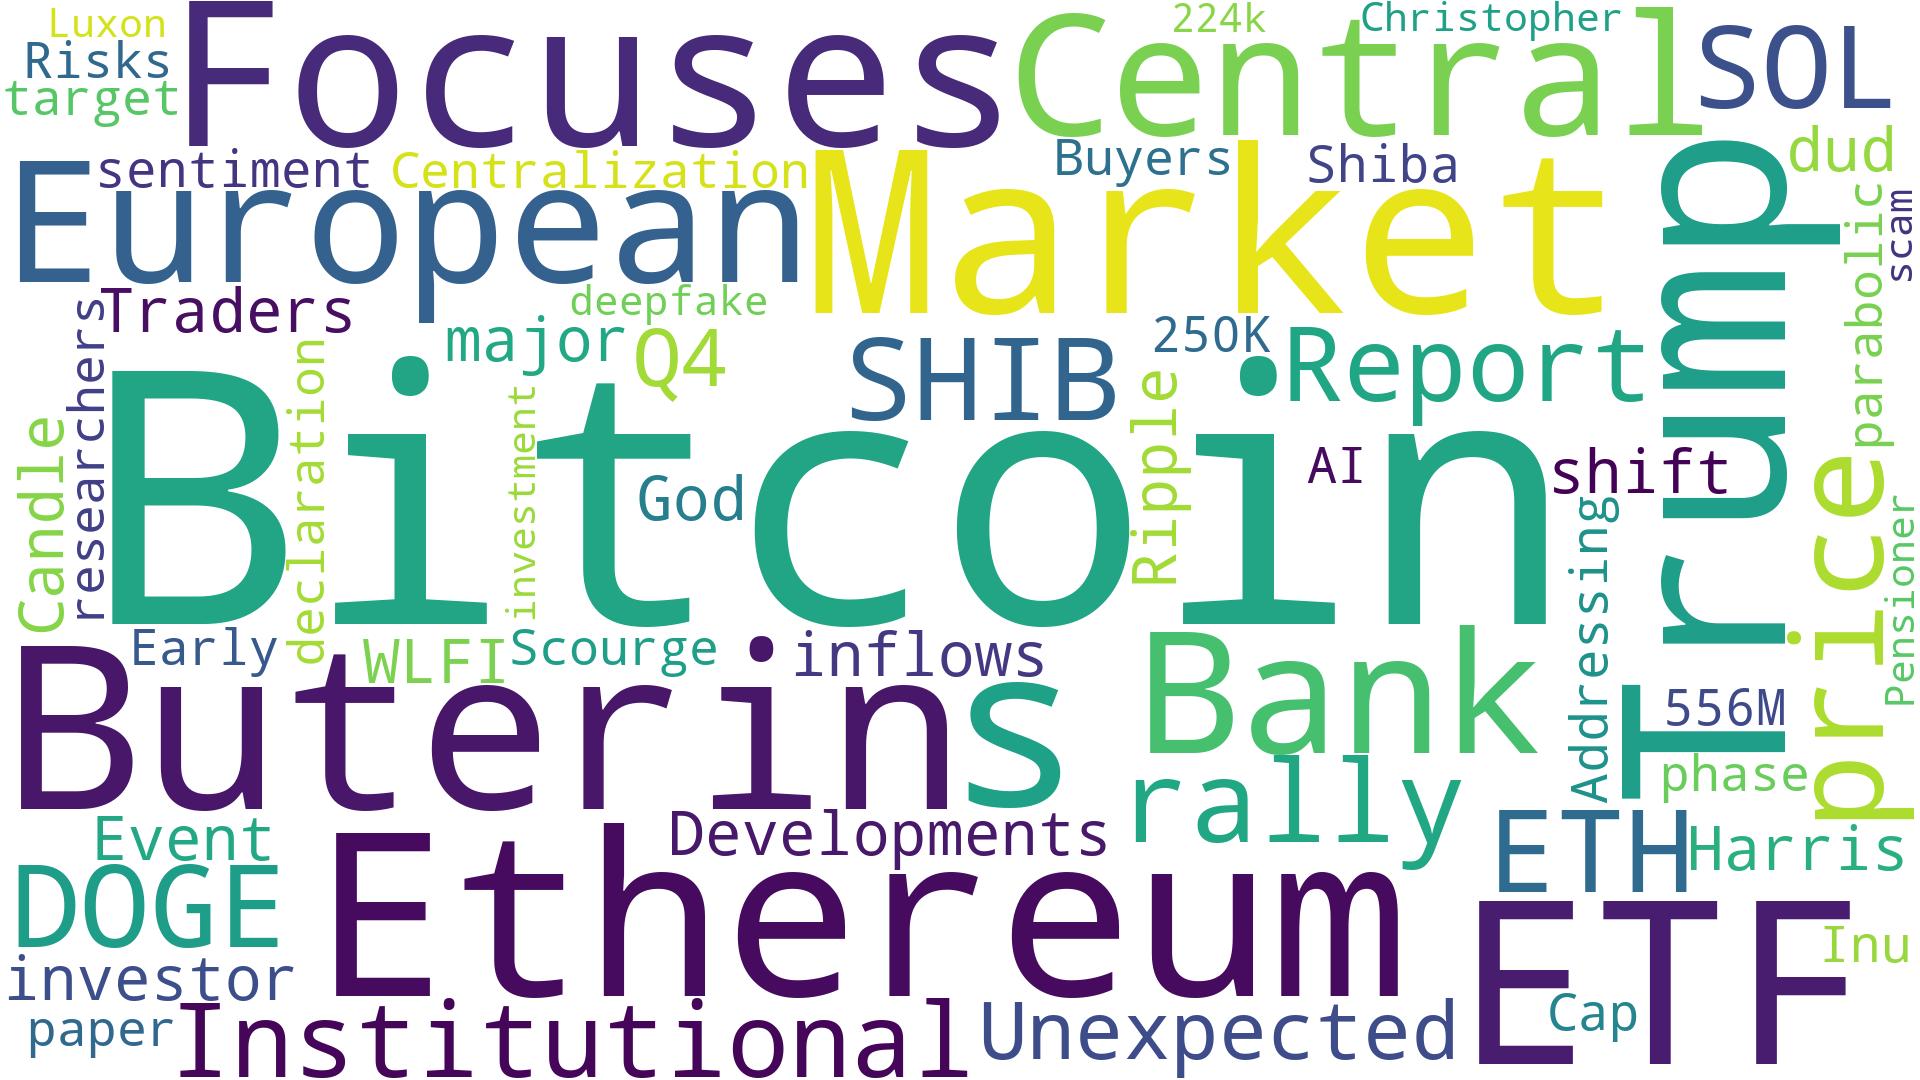 Luxon
224k
Christopher
Focuses
Central
SOL
Risks
target
dud
sentiment
Centralization
Buyers
Shiba
European
Market
Trump
parabolic
scam
Traders
deepfake
major
Q4
SHIB
250K
Report
researchers
declaration
investment
Ripple
Candle
Bitcoin
God
AI
shift
price
Addressing
Pensioner
Early
WLFI
Scourge
inflows
Bank
Buterin
s
556M
phase
rally
Event
Developments
ETH
Harris
DOGE
Ethereum
ETF
Inu
investor
paper
Institutional
Unexpected
Cap